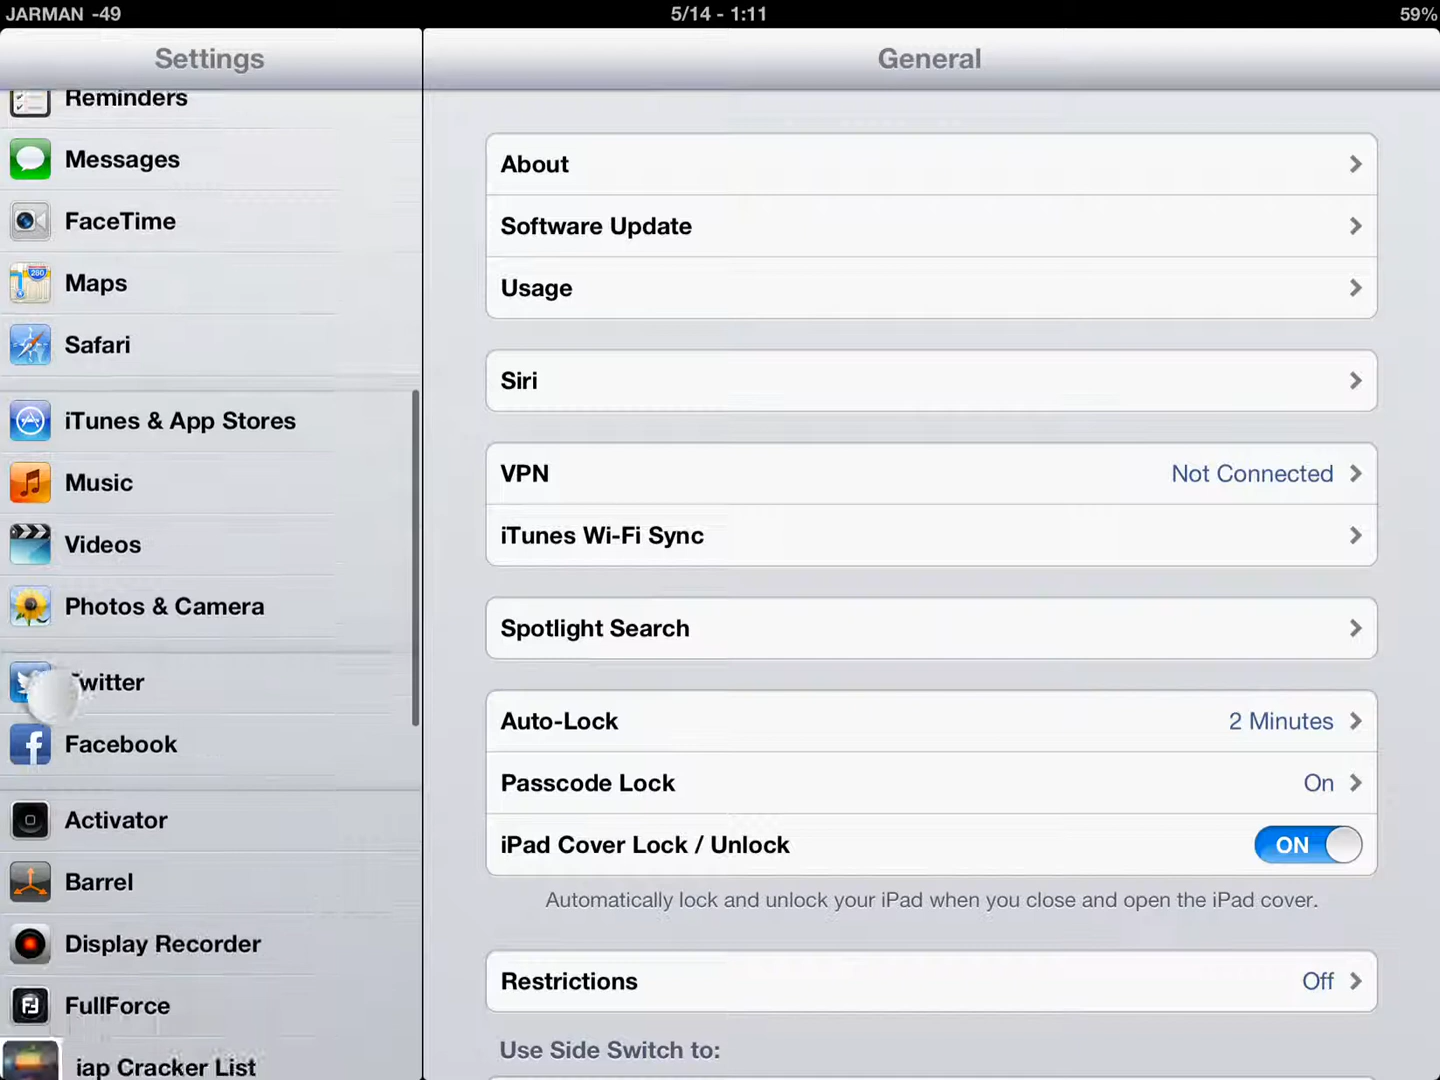 JARMAN -49
5/14 - 1:11
59%
Settings
General
Reminders
Messages
FaceTime
Maps
280
Safari
iTunes & App Stores
Music
Videos
Photos & Camera
Twitter
Facebook
Activator
Barrel
Display Recorder
FullForce
iap Cracker List
About
Software Update
Usage
Siri
VPN
Not Connected
iTunes Wi-Fi Sync
Spotlight Search
Auto-Lock
2 Minutes
Passcode Lock
On
iPad Cover Lock / Unlock
ON
Automatically lock and unlock your iPad when you close and open the iPad cover.
Restrictions
Off
Use Side Switch to: